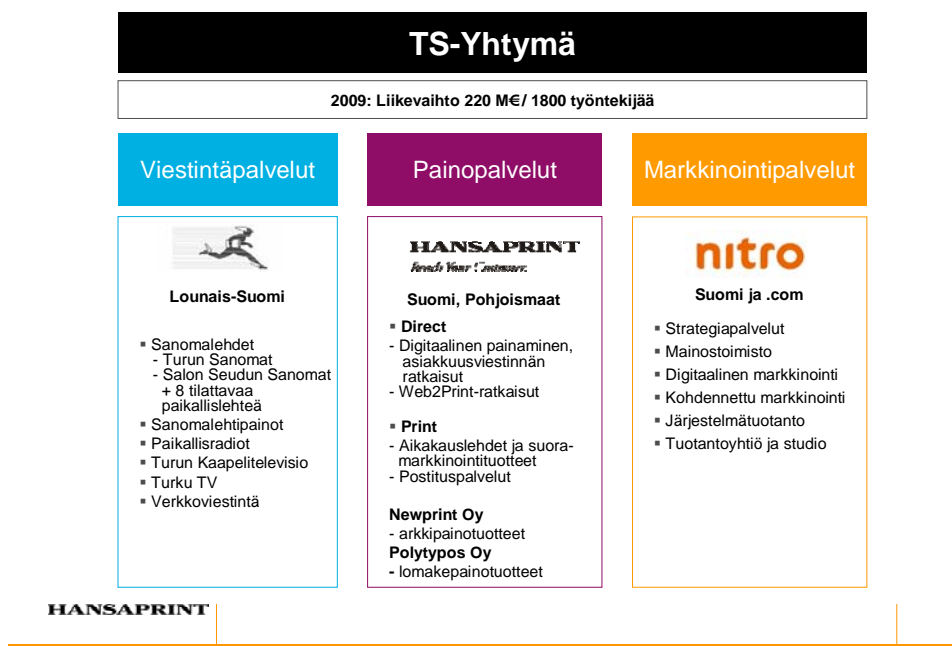 TS-Yhtymä
2009: Liikevaihto 220 M€/ 1800 työntekijää
Viestintäpalvelut
Lounais-Suomi
▪ Sanomalehdet
- Turun Sanomat
- Salon Seudun Sanomat
+ 8 tilattavaa
paikallislehteä
▪ Sanomalehtipainot
▪ Paikallisradiot
▪ Turun Kaapelitelevisio
▪ Turku TV
▪ Verkkoviestintä
Painopalvelut
HANSAPRINT
Reach Your Customer.
Suomi, Pohjoismaat
▪ Direct
- Digitaalinen painaminen,
asiakkuusviestinnän
ratkaisut
- Web2Print-ratkaisut
▪ Print
- Aikakauslehdet ja suora-
markkinointituotteet
- Postituspalvelut
Newprint Oy
- arkkipainotuotteet
Polytypos Oy
- lomakepainotuotteet
Markkinointipalvelut
nitro
Suomi ja .com
▪ Strategiapalvelut
▪ Mainostoimisto
▪ Digitaalinen markkinointi
▪ Kohdennettu markkinointi
▪ Järjestelmätuotanto
▪ Tuotantoyhtiö ja studio
HANSAPRINT